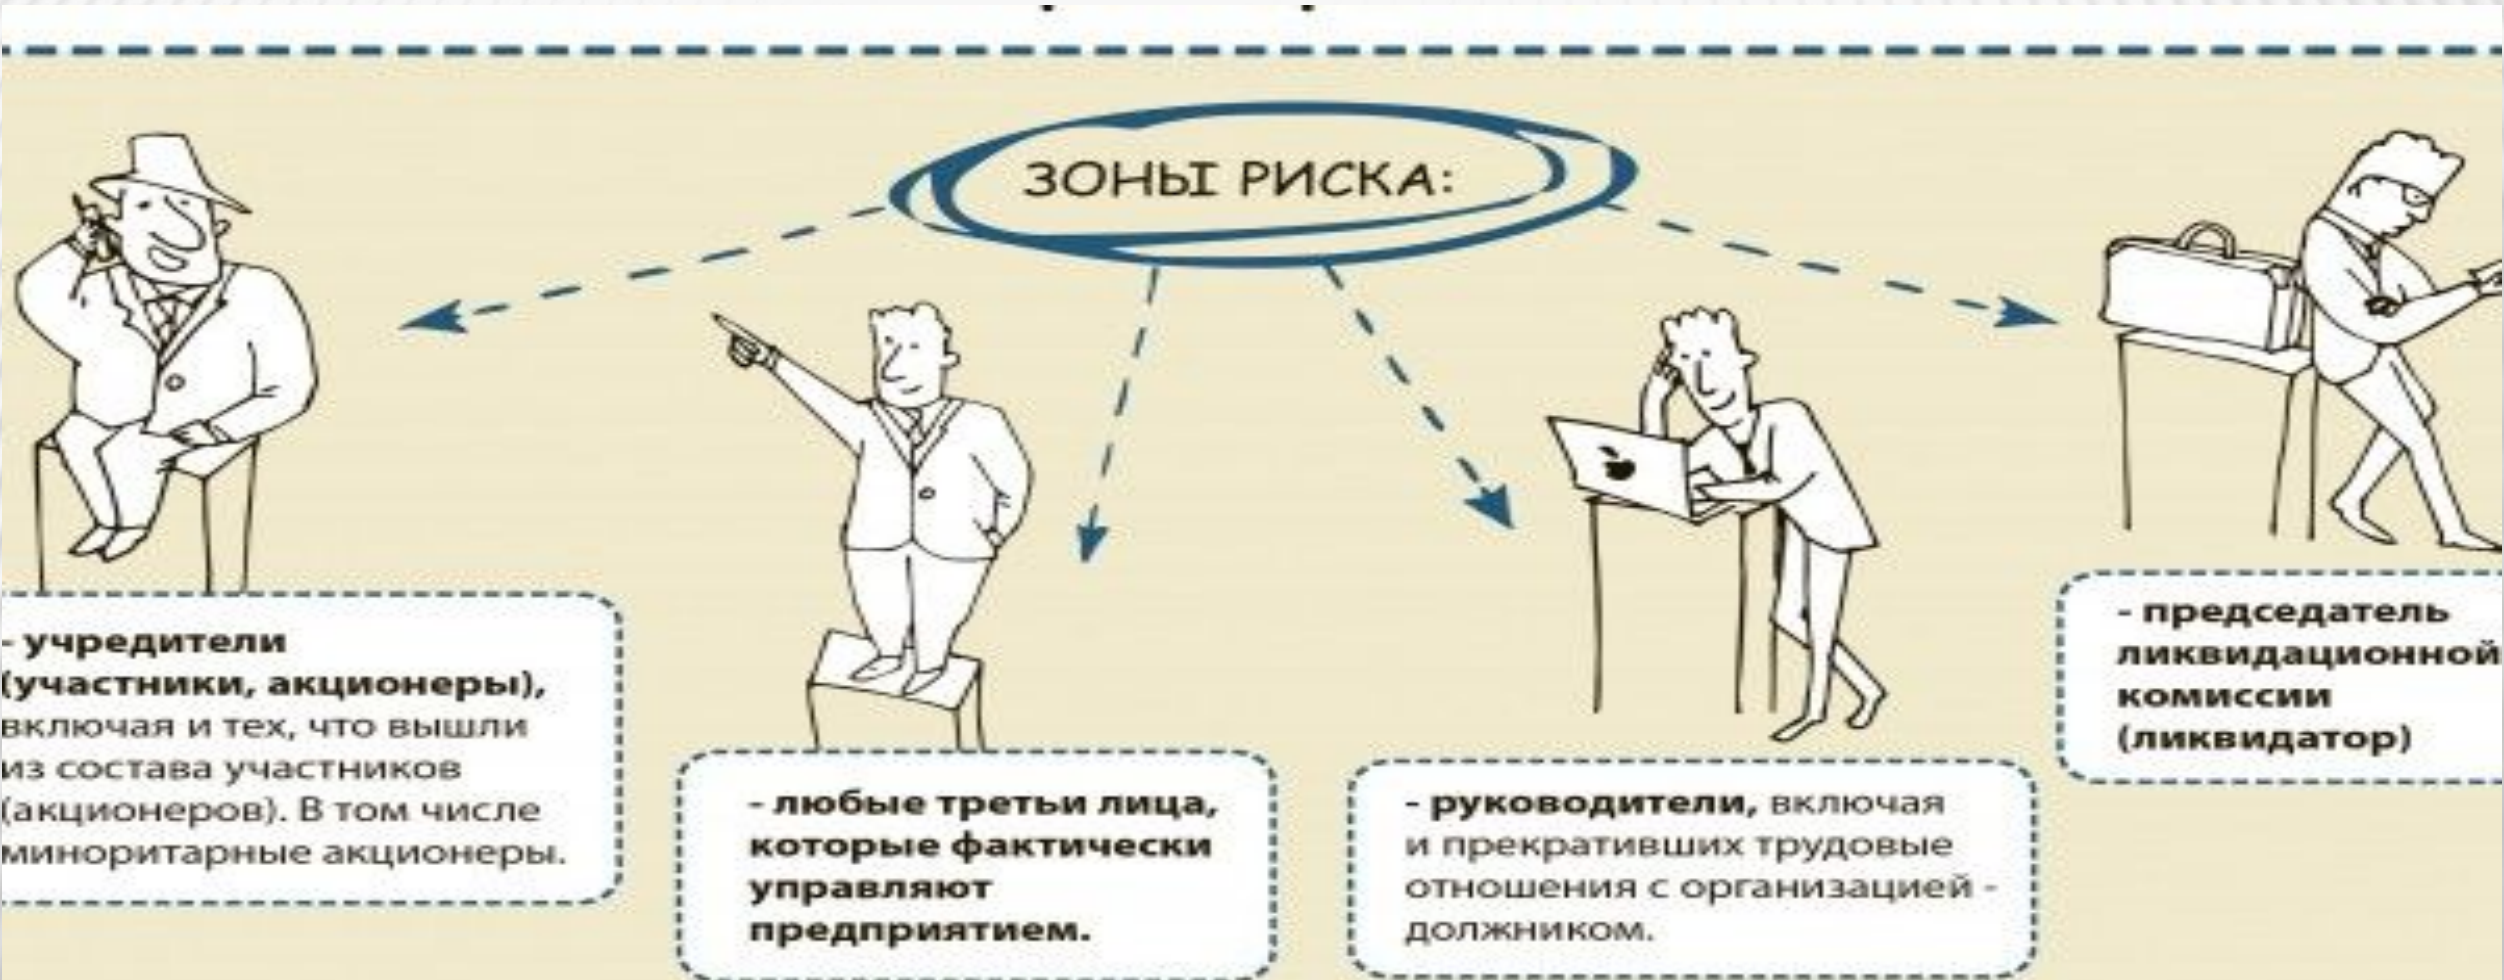 ЗОНЫ РИСКА:
- учредители
(участники, акционеры),
включая и тех, что вышли
из состава участников
(акционеров). В том числе
миноритарные акционеры.
- любые третьи лица,
которые фактически
управляют
предприятием.
- руководители, включая
и прекративших трудовые
отношения с организацией -
должником.
- председатель
ликвидационной
комиссии
(ликвидатор)